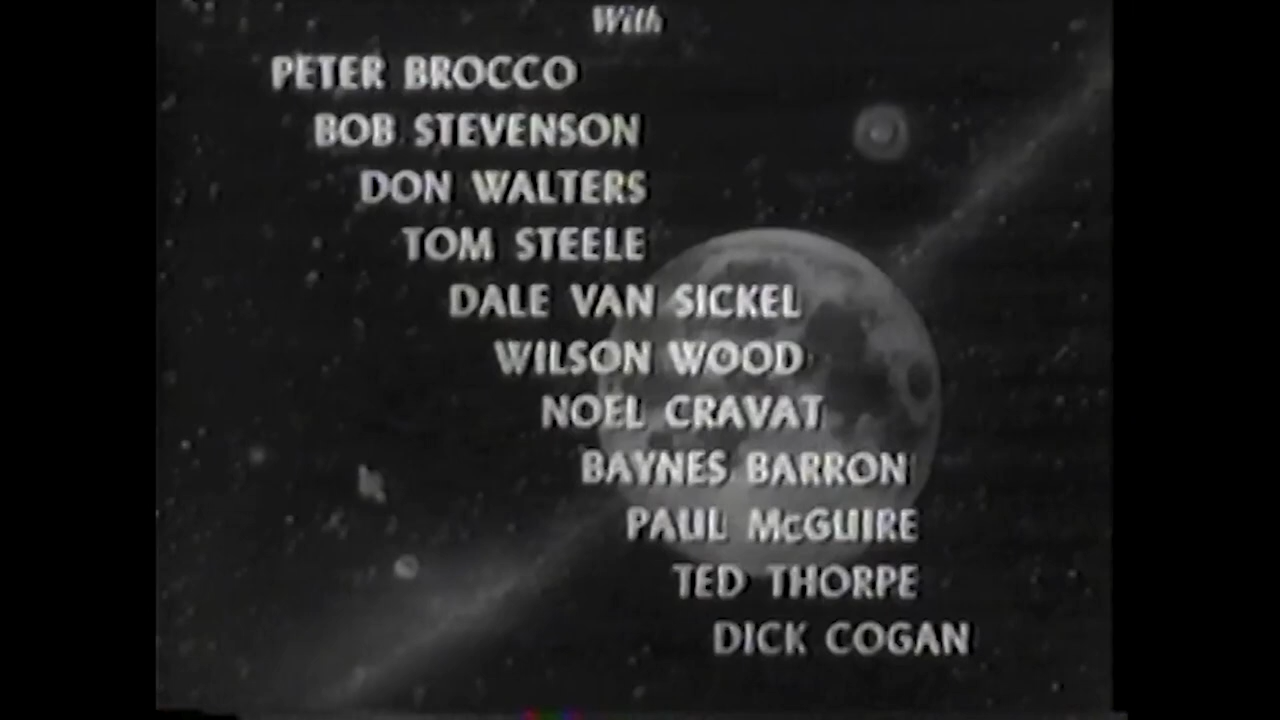 With
PETER BROCCO
BOB STEVENSON
DON WALTERS
TOM STEELE
DALE VAN SICKEL
WILSON WOOD
NOEL CRAVAT
BAYNES BARRON
PAUL McGUIRE
TED THORPE
DICK COGAN